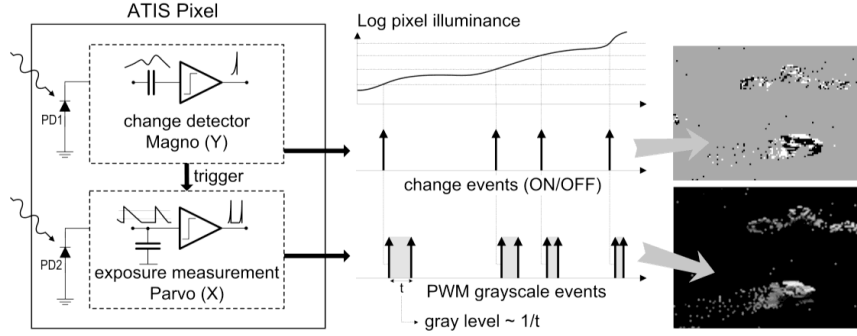 ATIS Pixel
PD1
change detector
Magno (Y)
trigger
PD2
exposure measurement
Parvo (X)
Log pixel illuminance
change events (ON/OFF)
t
PWM grayscale events
gray level ~ 1/t